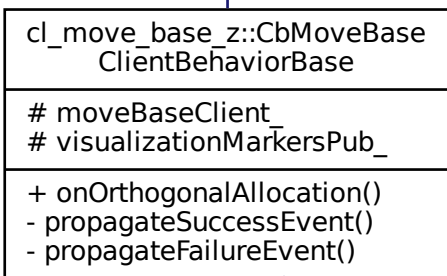 cl_move_base_z::CbMoveBase
ClientBehaviorBase
# moveBaseClient_
# visualizationMarkersPub_
+ onOrthogonalAllocation()
- propagateSuccessEvent()
- propagateFailureEvent()